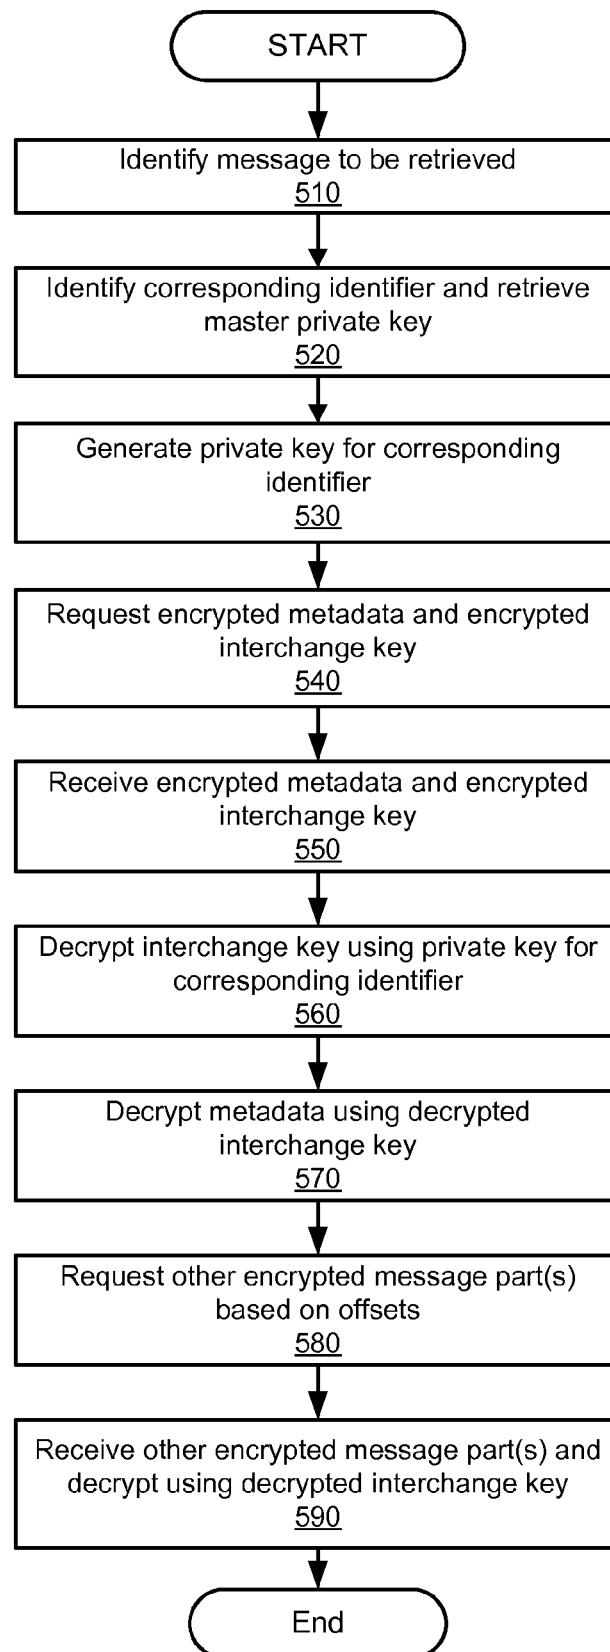 START
Identify message to be retrieved
510
Identify corresponding identifier and retrieve
master private key
520
Generate private key for corresponding
identifier
530
Request encrypted metadata and encrypted
interchange key
540
Receive encrypted metadata and encrypted
interchange key
550
Decrypt interchange key using private key for
corresponding identifier
560
Decrypt metadata using decrypted
interchange key
570
Request other encrypted message part(s)
based on offsets
580
Receive other encrypted message part(s) and
decrypt using decrypted interchange key
590
End